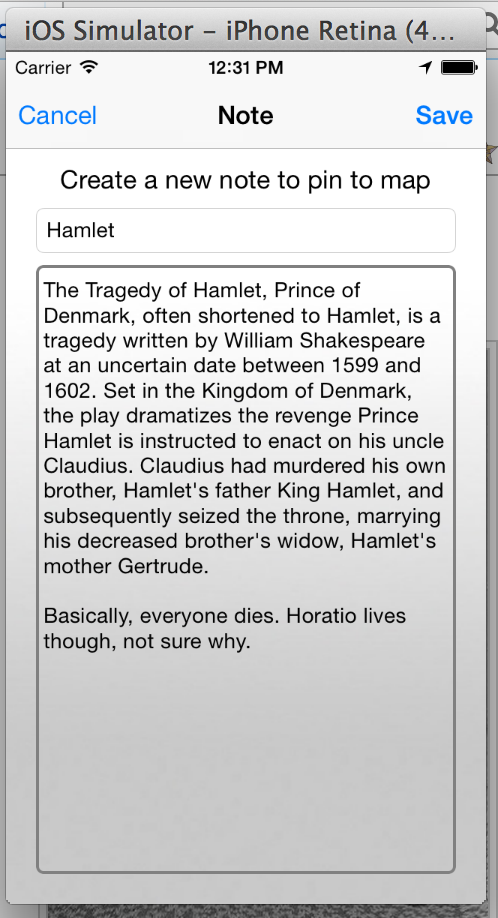 iOS Simulator – iPhone Retina (4...
Carrier 12:31 PM
Cancel Note Save
Create a new note to pin to map
Hamlet
The Tragedy of Hamlet, Prince of
Denmark, often shortened to Hamlet, is a
tragedy written by William Shakespeare
at an uncertain date between 1599 and
1602. Set in the Kingdom of Denmark,
the play dramatizes the revenge Prince
Hamlet is instructed to enact on his uncle
Claudius. Claudius had murdered his own
brother, Hamlet's father King Hamlet, and
subsequently seized the throne, marrying
his decreased brother's widow, Hamlet's
mother Gertrude.
Basically, everyone dies. Horatio lives
though, not sure why.